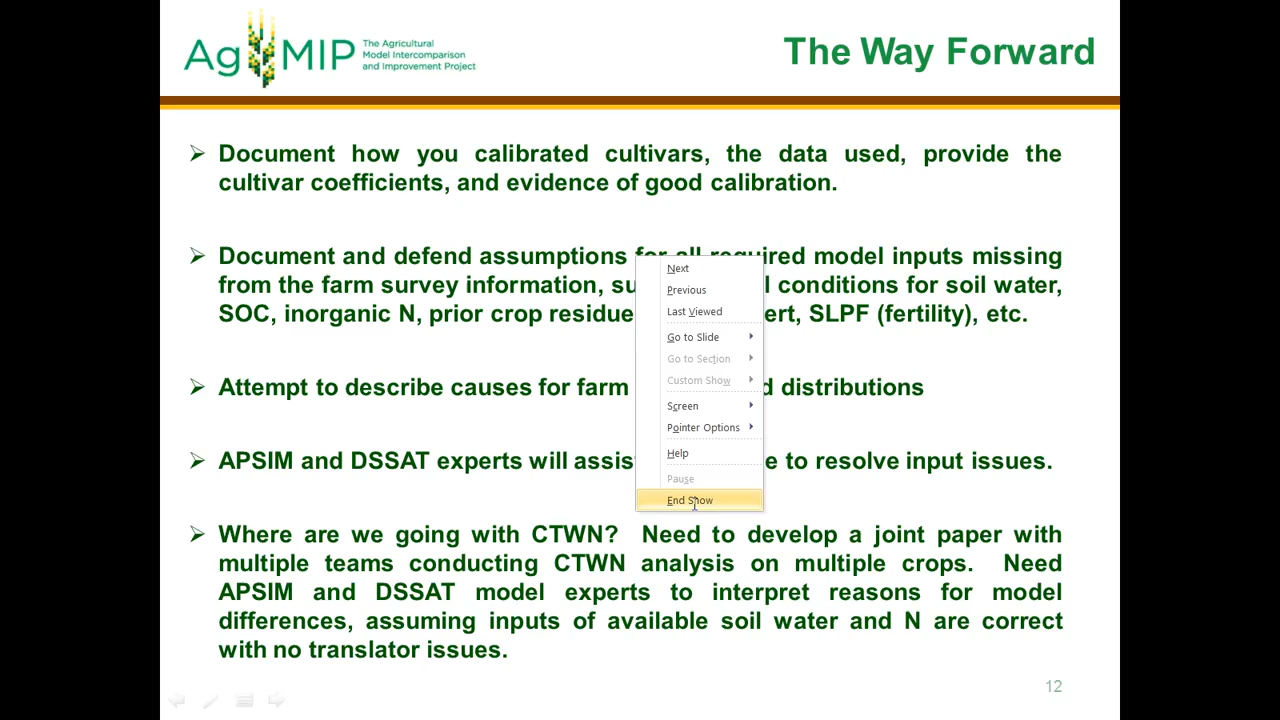 AgMIP
The Agricultural
Model Intercomparison
and Improvement Project
The Way Forward
Document how you calibrated cultivars, the data used, provide the
cultivar coefficients, and evidence of good calibration.
Document and defend assumptions for all required model inputs missing
from the farm survey information, conditions for soil water,
SOC, inorganic N, prior crop residue SLPF (fertility), etc.
Attempt to describe causes for farm distributions
APSIM and DSSAT experts will to resolve input issues.
Where are we going with CTWN? Need to develop a joint paper with
multiple teams conducting CTWN analysis on multiple crops. Need
APSIM and DSSAT model experts to interpret reasons for model
differences, assuming inputs of available soil water and N are correct
with no translator issues.
Next
Previous
Last Viewed
Go to Slide
Go to Section
Custom Show
Screen
Pointer Options
Help
Pause
End Show
12